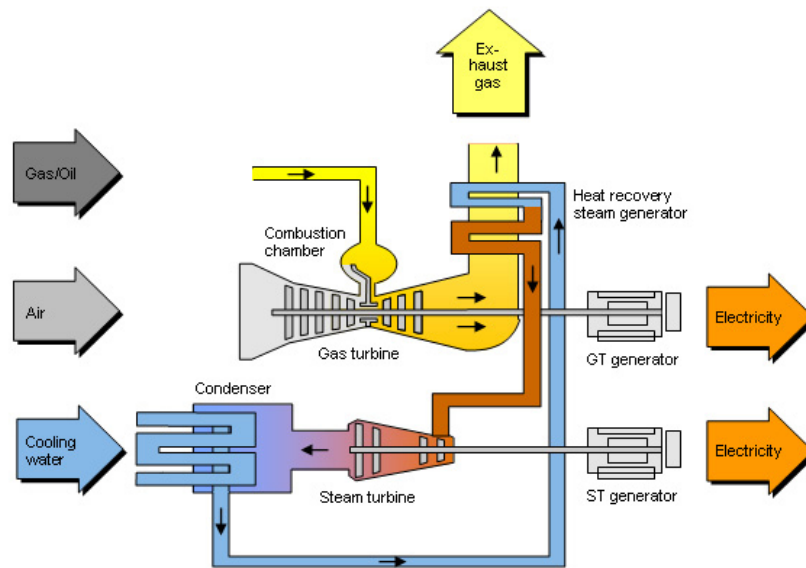 Ex-
haust
gas
Gas/Oil
Heat recovery
steam generator
Combustion
chamber
Air
Electricity
Gas turbine
GT generator
Condenser
Cooling
water
Electricity
Steam turbine
ST generator